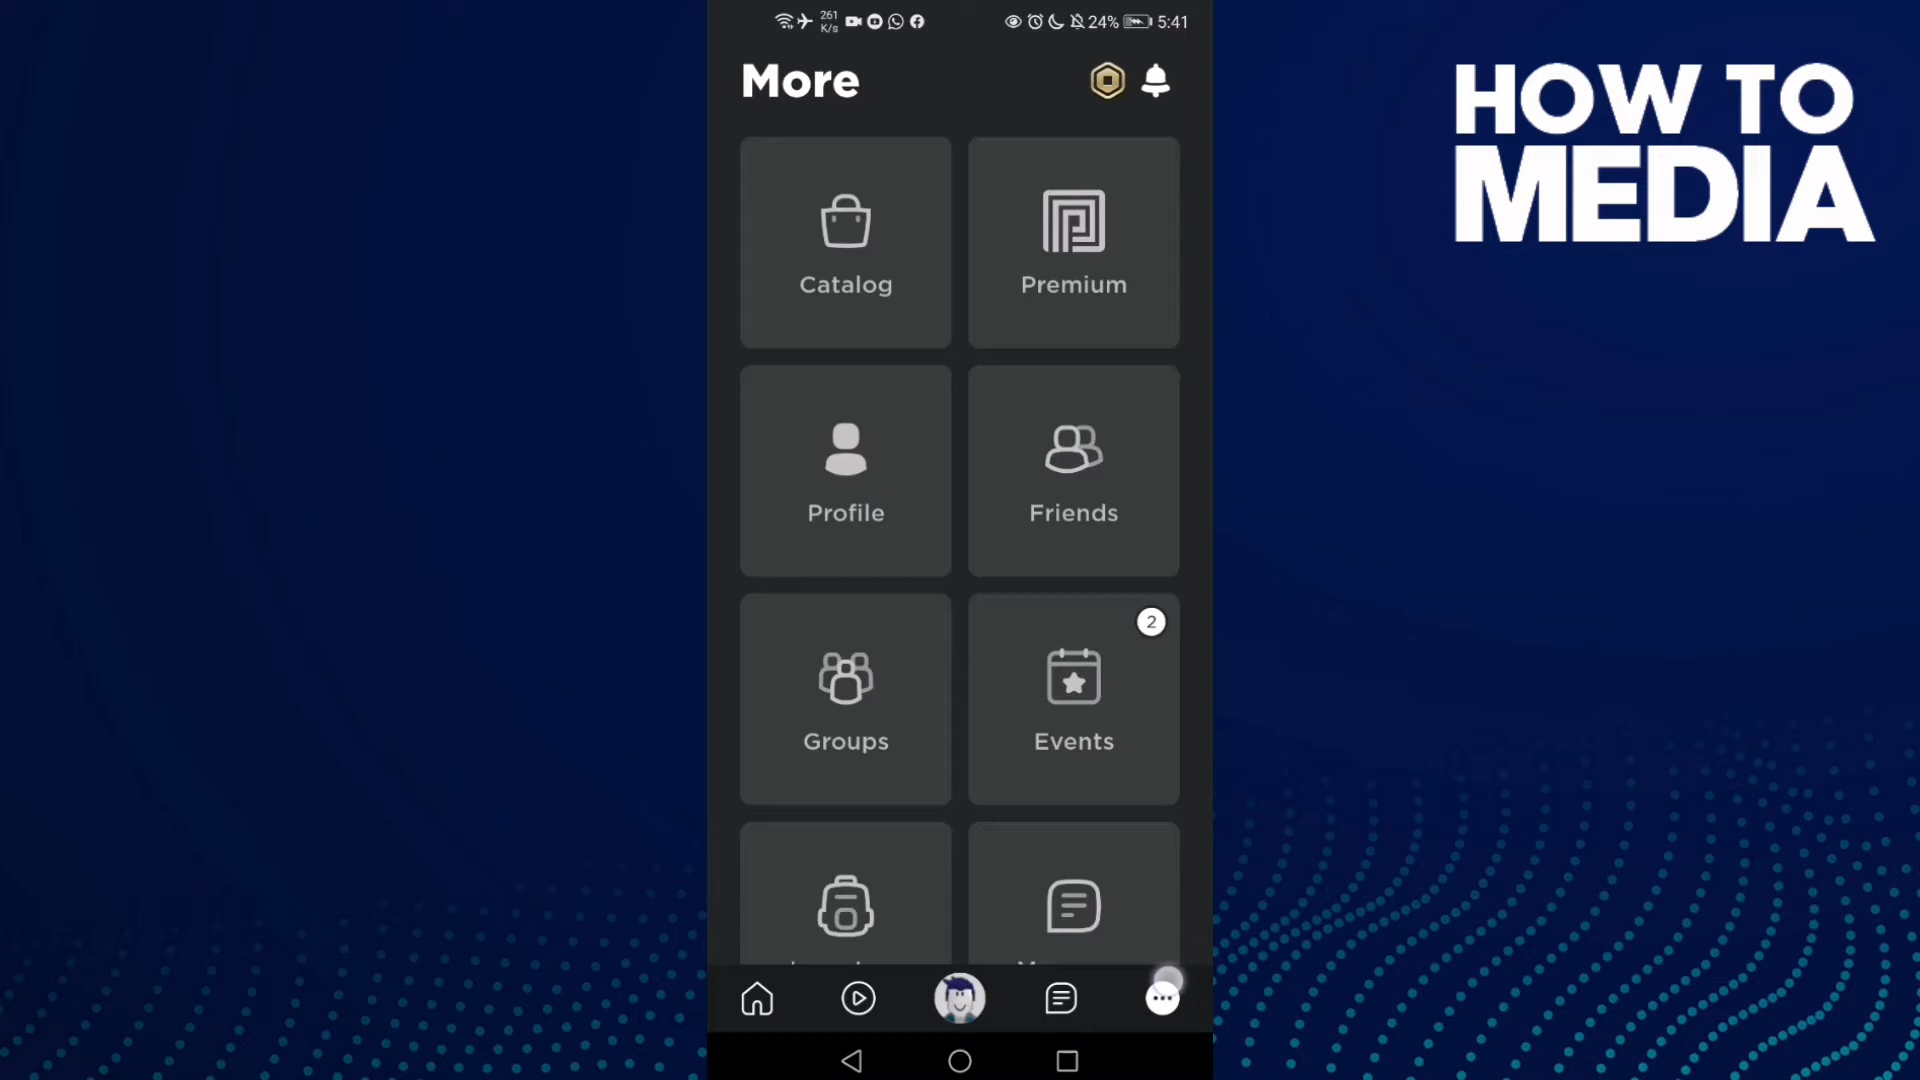 261
K/s
24%
5:41
More
HOW TO
MEDIA
Catalog
Premium
Profile
Friends
2
Groups
Events